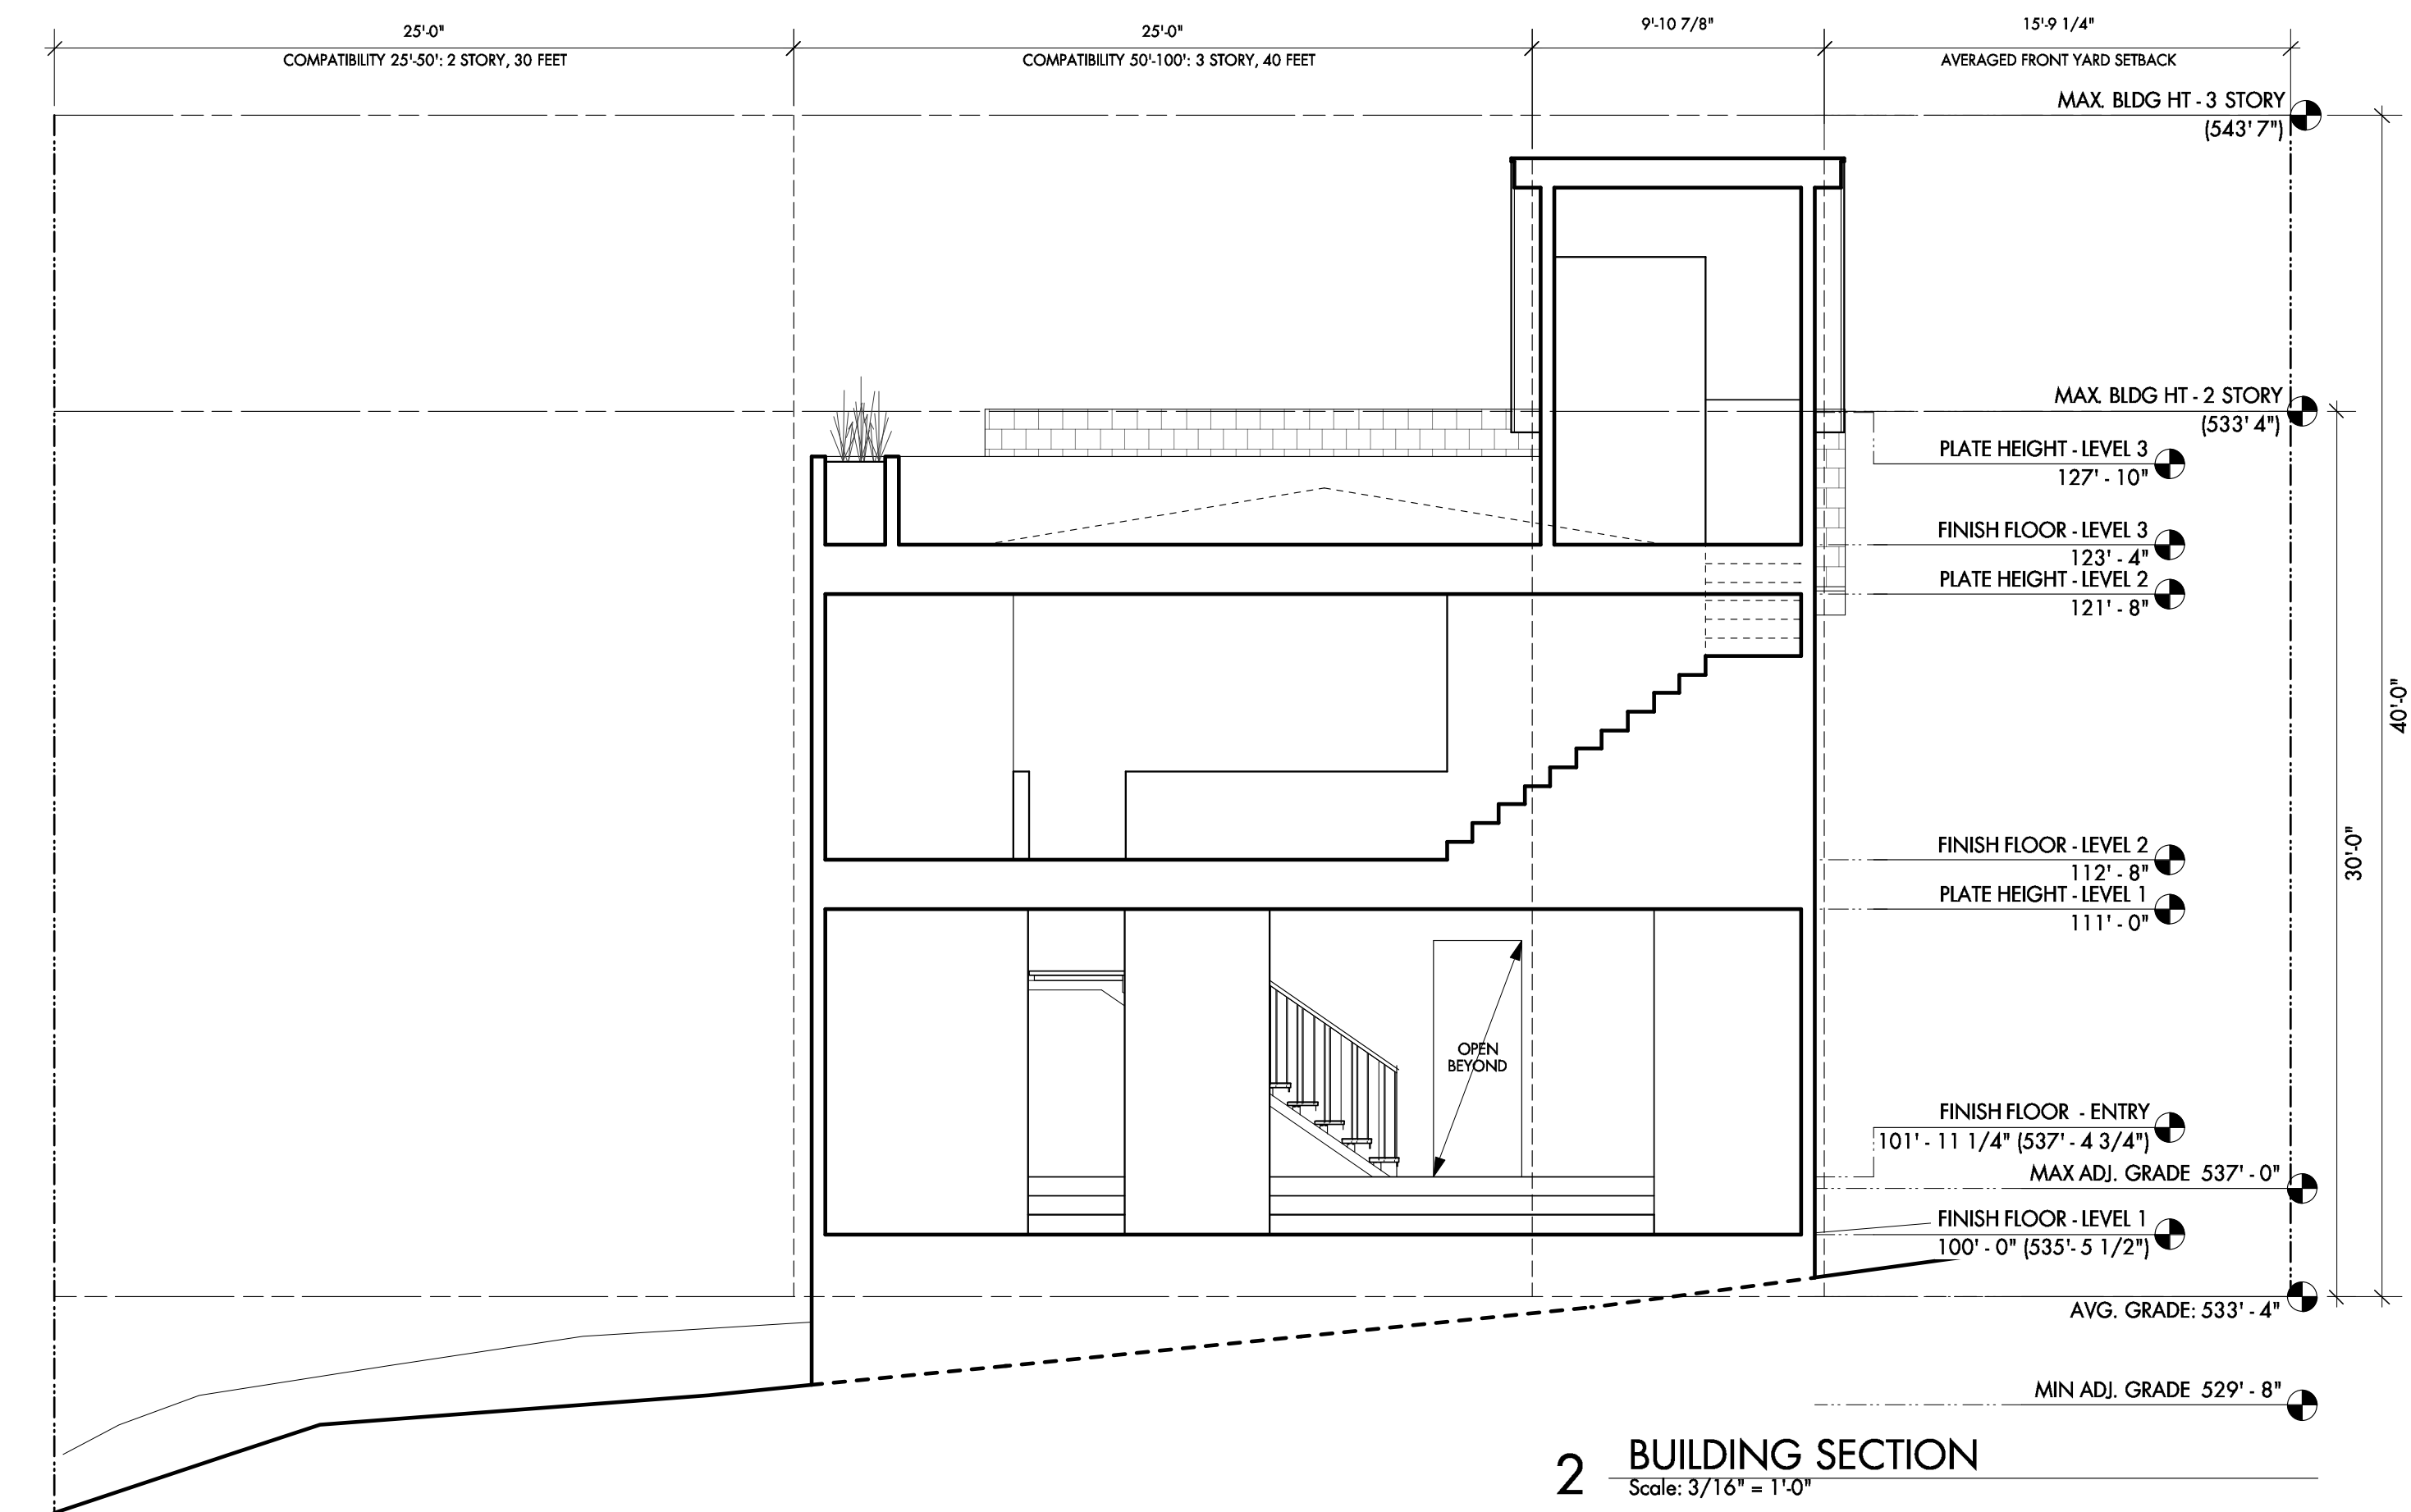 25'-0"
25'-0"
9'-10 7/8"
15'-9 1/4"
COMPATIBILITY 25'-50': 2 STORY, 30 FEET
COMPATIBILITY 50'-100': 3 STORY, 40 FEET
AVERAGED FRONT YARD SETBACK
MAX. BLDG HT - 3 STORY
(543' 7")
MAX. BLDG HT - 2 STORY
(533' 4")
PLATE HEIGHT - LEVEL 3
127' - 10"
FINISH FLOOR - LEVEL 3
123' - 4"
PLATE HEIGHT - LEVEL 2
121' - 8"
40'-0"
30'-0"
FINISH FLOOR - LEVEL 2
112' - 8"
PLATE HEIGHT - LEVEL 1
111' - 0"
OPEN
BEYOND
FINISH FLOOR - ENTRY
101' - 11 1/4" (537' - 4 3/4")
MAX ADJ. GRADE 537' - 0"
FINISH FLOOR - LEVEL 1
100' - 0" (535'- 5 1/2")
AVG. GRADE: 533' - 4"
MIN ADJ. GRADE 529' - 8"
2 BUILDING SECTION
Scale: 3/16" = 1'-0"